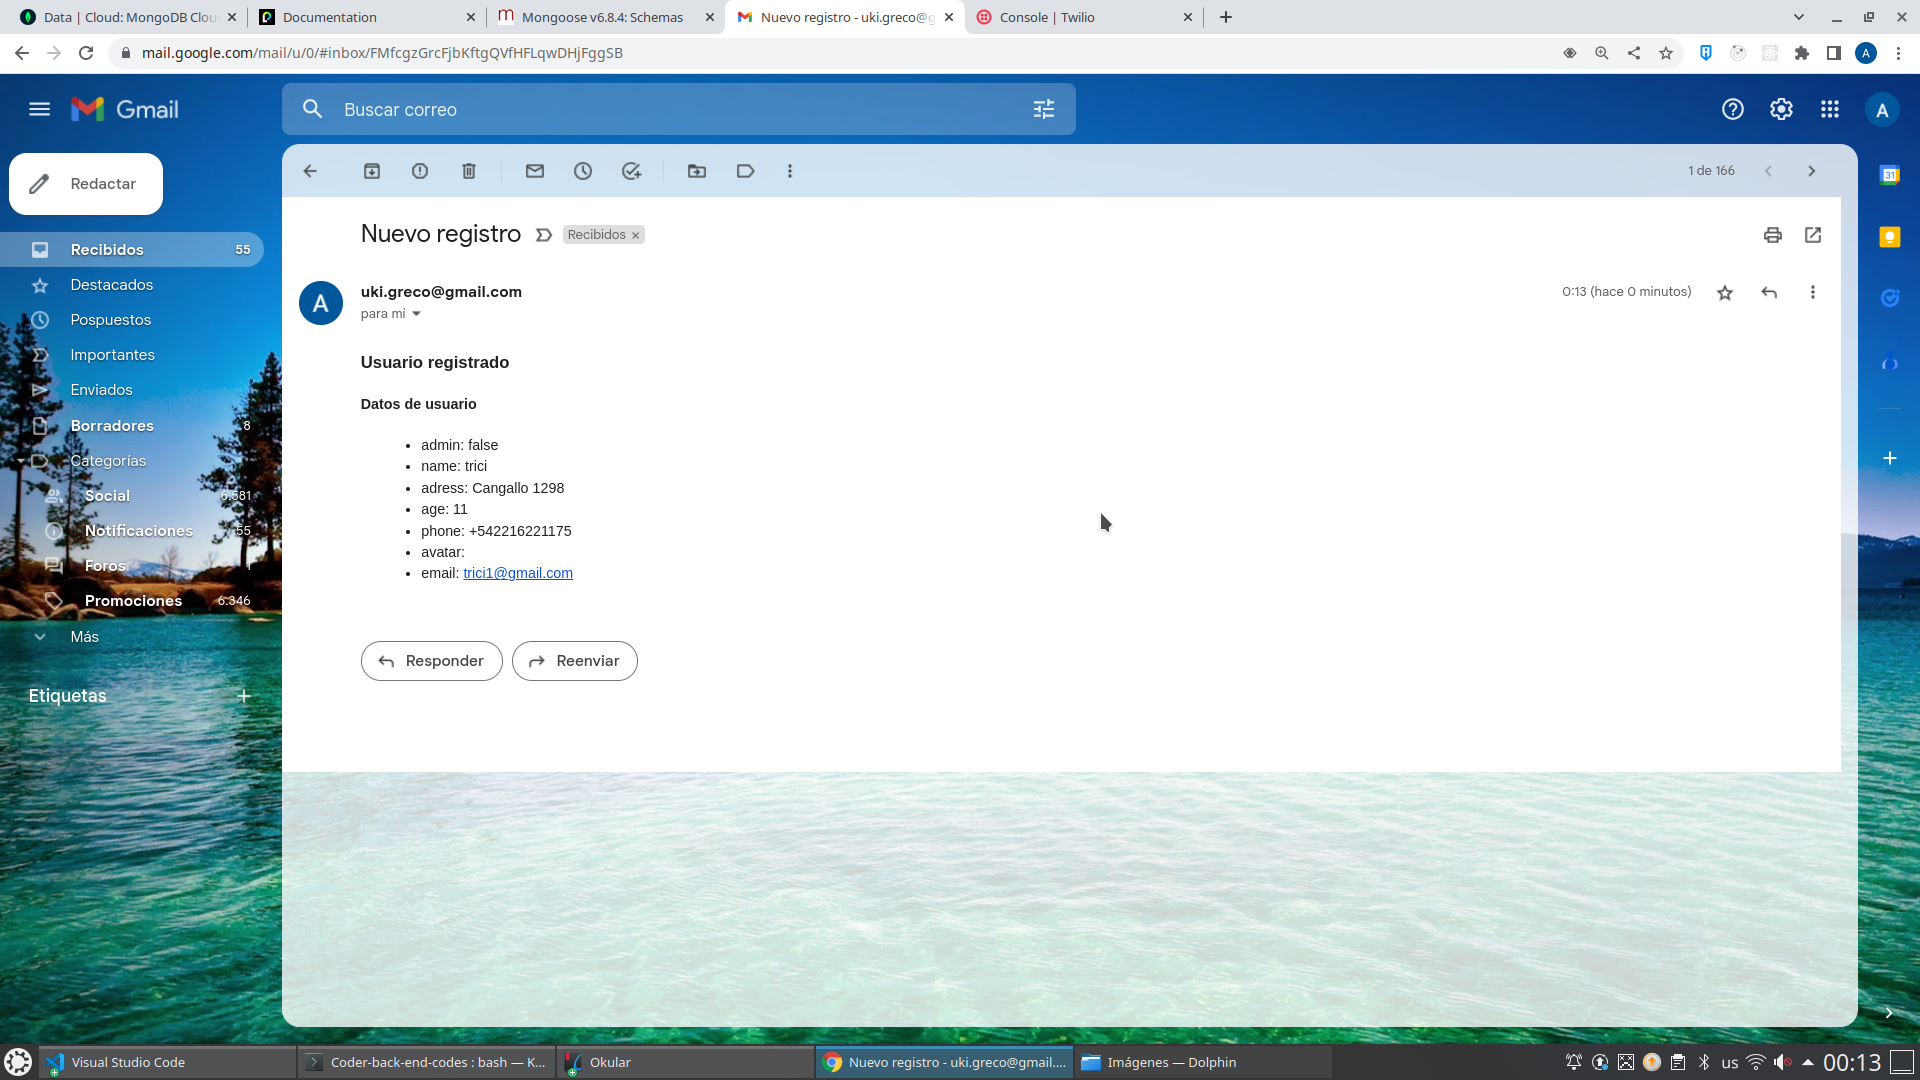 Data | Cloud: MongoDB Clou
Documentation
Mongoose v6.8.4: Schemas
Nuevo registro - uki.greco@g
Console | Twilio
mail.google.com/mail/u/0/#inbox/FMfcgzGrcFjbKftgQVfHFLqwDHjFggSB
A
Gmail
Buscar correo
A
Redactar
1 de 166
31
Recibidos 55
Destacados
Pospuestos
Importantes
Enviados
Borradores 8
Categorías
Social 6.581
Notificaciones 55
Foros 1
Promociones 6.346
Más
Etiquetas
Nuevo registro
Recibidos
A
uki.greco@gmail.com
0:13 (hace 0 minutos)
para mí
Usuario registrado
Datos de usuario
• admin: false
• name: trici
• adress: Cangallo 1298
• age: 11
• phone: +542216221175
• avatar:
• email: trici1@gmail.com
Responder
Reenviar
Visual Studio Code
Coder-back-end-codes : bash — K...
Okular
Nuevo registro - uki.greco@gmail....
Imágenes — Dolphin
us
00:13